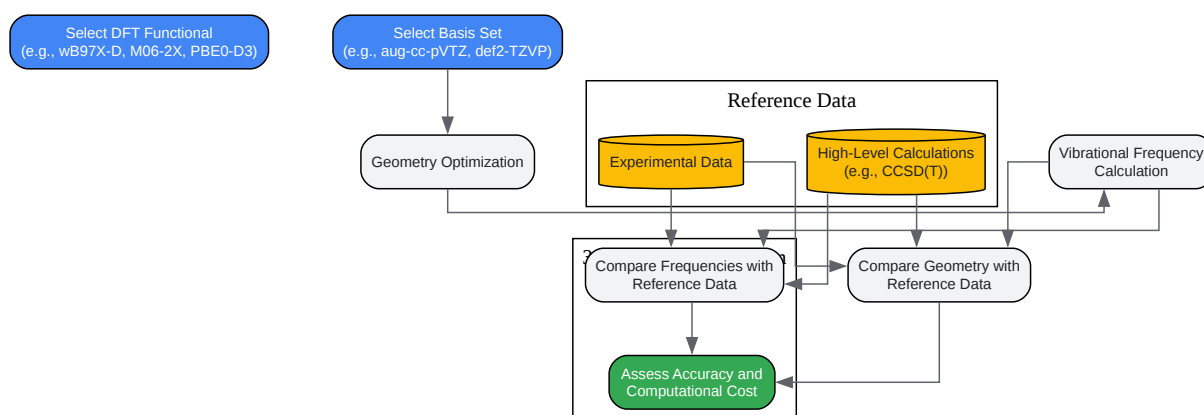 Select DFT Functional
(e.g., wB97X-D, M06-2X, PBE0-D3)
Select Basis Set
(e.g., aug-cc-pVTZ, def2-TZVP)
Reference Data
Geometry Optimization
Experimental Data
High-Level Calculations
(e.g., CCSD(T))
Vibrational Frequency
Calculation
Compare Frequencies with
Reference Data
Compare Geometry with
Reference Data
Assess Accuracy and
Computational Cost